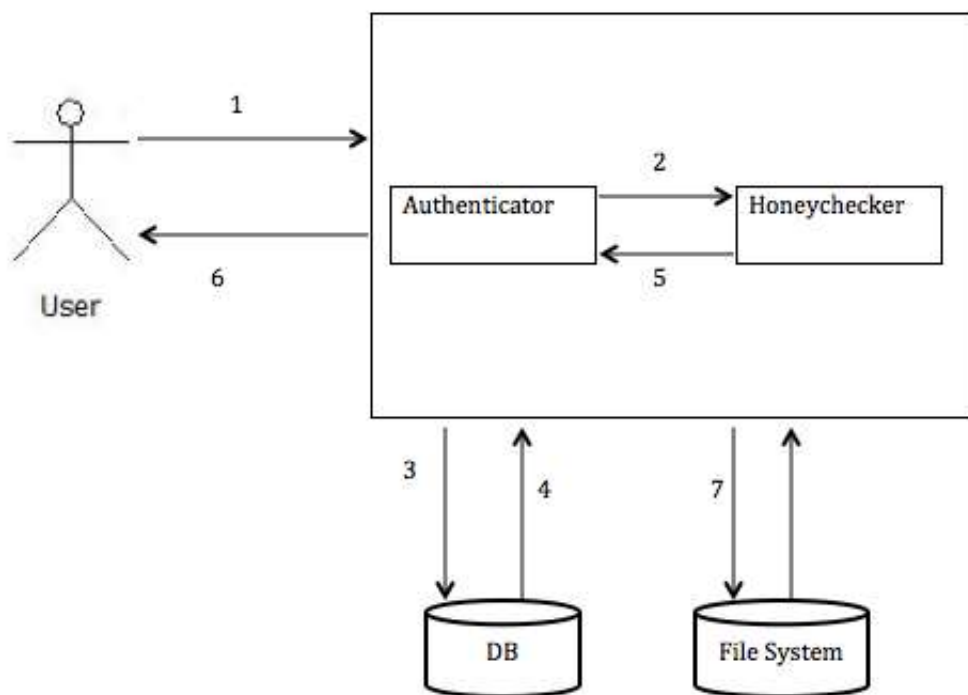 1
2
Authenticator
Honeychecker
6
5
User
3
4
7
DB
File System